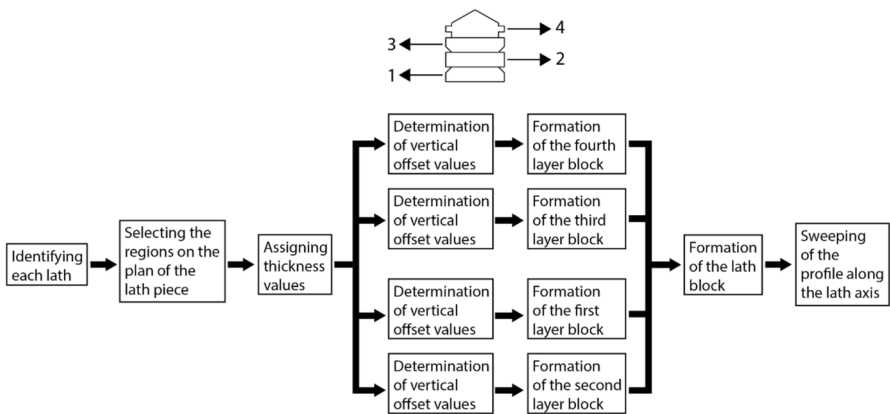 4
3
2
1
Determination
of vertical
offset values
Formation
of the fourth
layer block
Determination
of vertical
offset values
Formation
of the third
layer block
Identifying
each lath
Selecting the
regions on the
plan of the
lath piece
Assigning
thickness
values
Formation
of the lath
block
Sweeping
of the
profile along
the lath axis
Determination
of vertical
offset values
Formation
of the first
layer block
Determination
of vertical
offset values
Formation
of the second
layer block